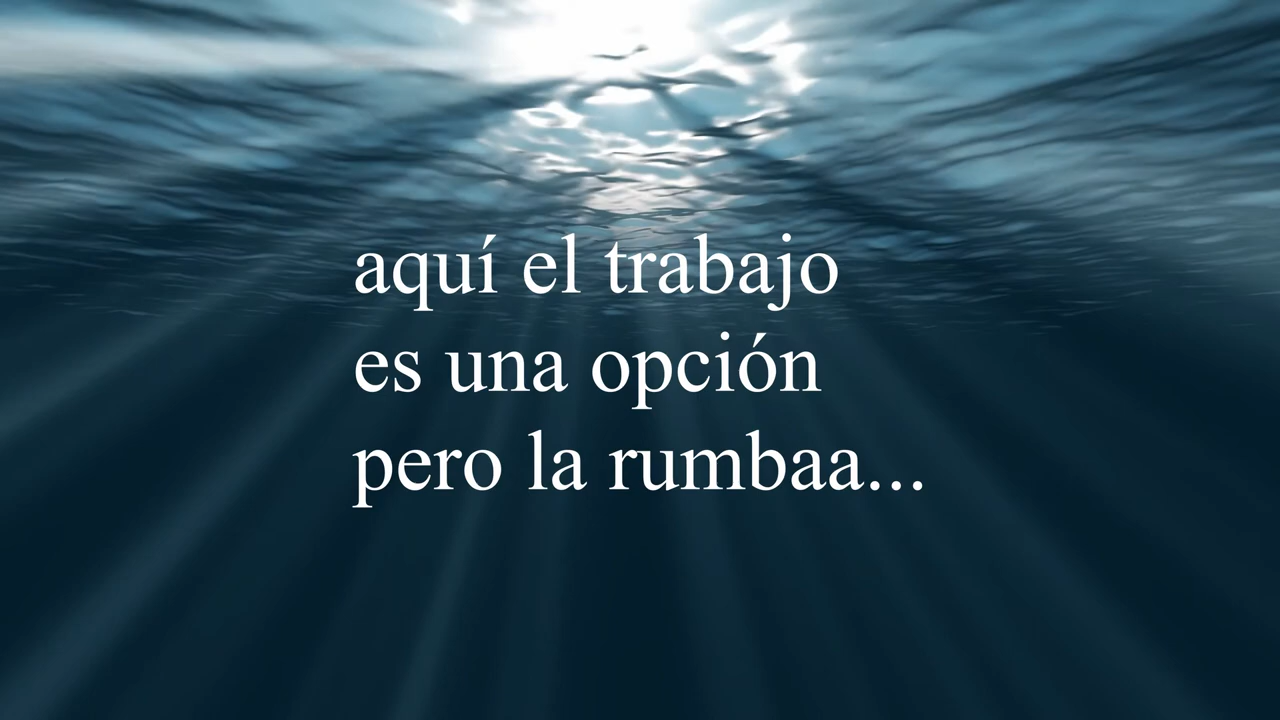 aquí el trabajo
es una opción
pero la rumbaa...